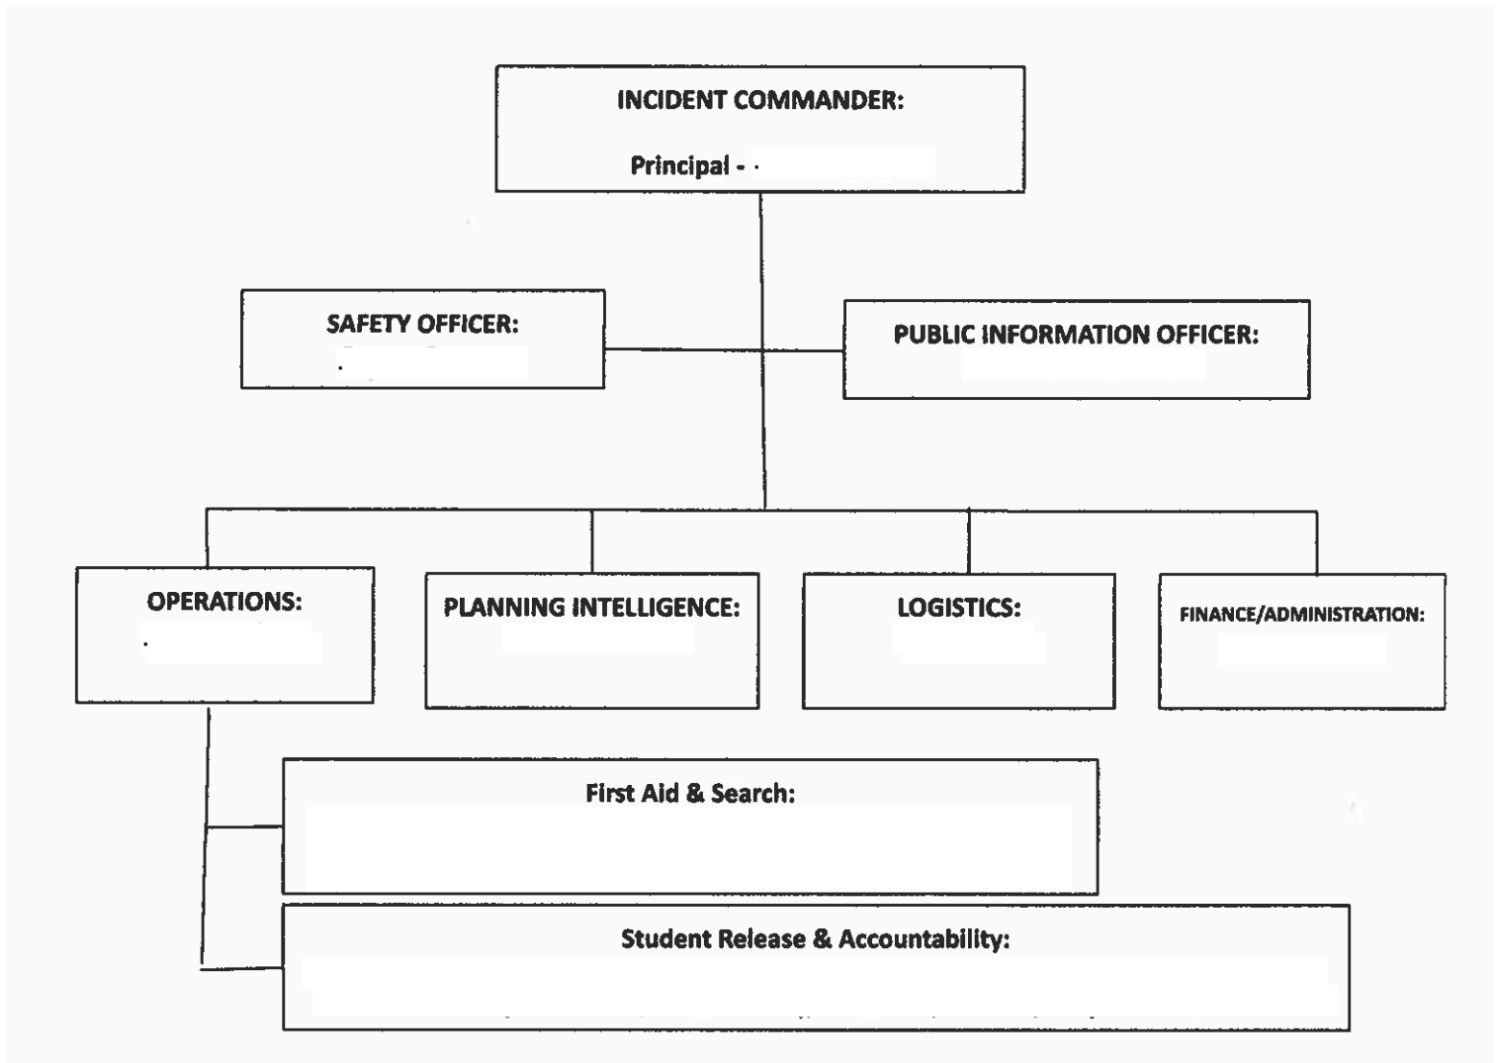 INCIDENT COMMANDER:
Principal -
SAFETY OFFICER:
PUBLIC INFORMATION OFFICER:
OPERATIONS:
PLANNING INTELLIGENCE:
LOGISTICS:
FINANCE/ADMINISTRATION:
First Aid & Search:
Student Release & Accountability: